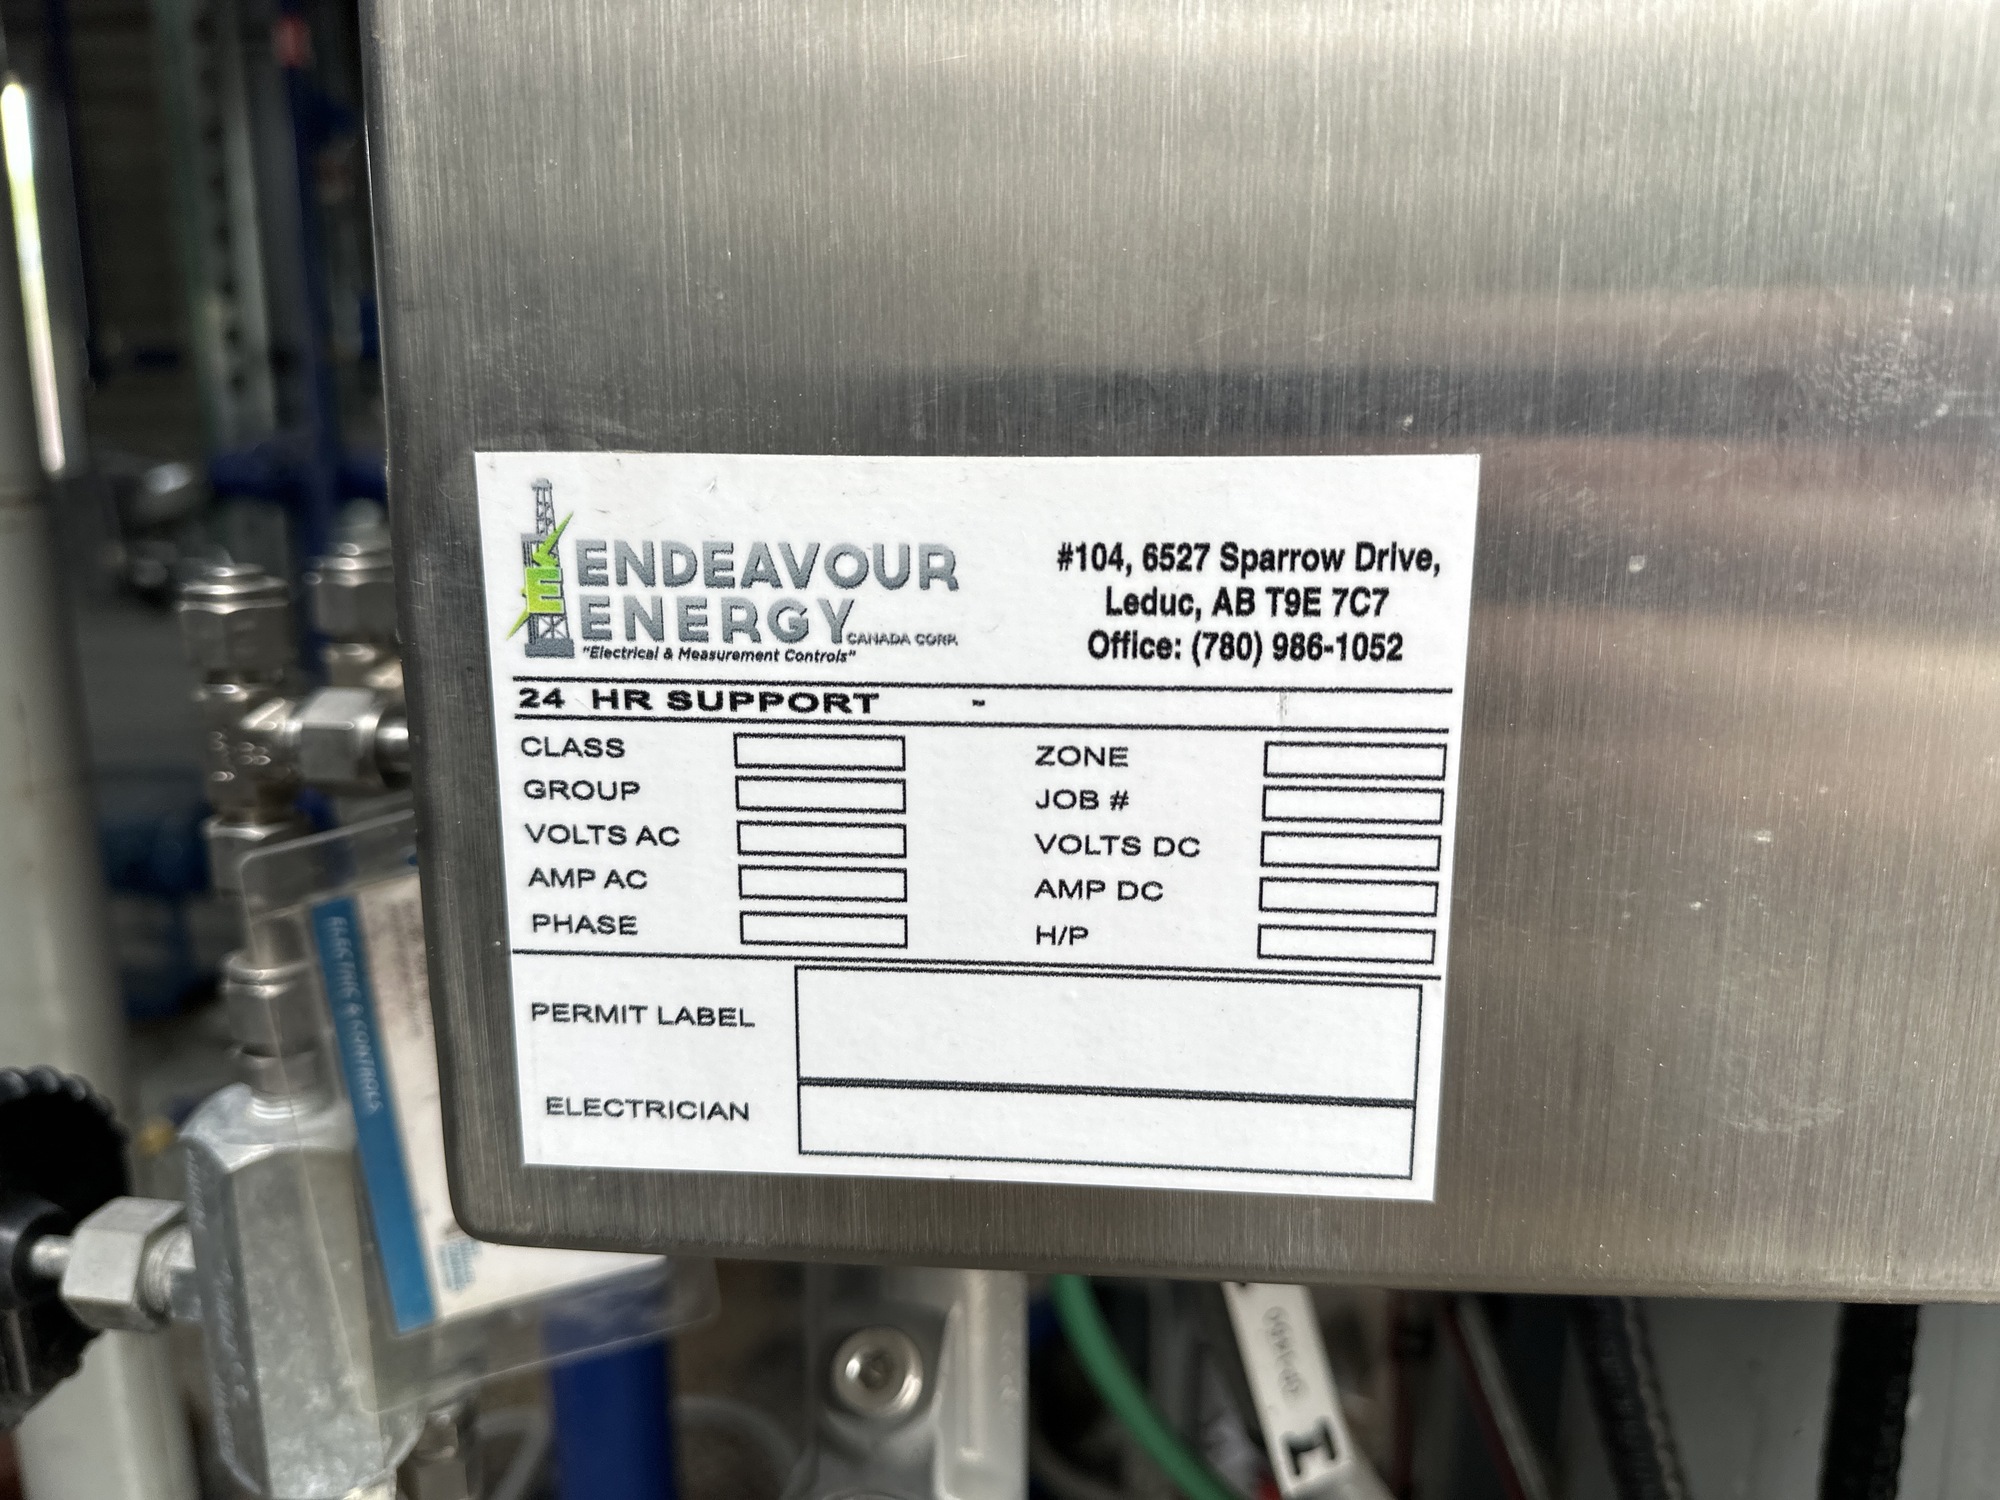 E
ENDEAVOUR
ENERGY
CANADA CORP.
"Electrical & Measurement Controls"
#104, 6527 Sparrow Drive,
Leduc, AB T9E 7C7
Office: (780) 986-1052
24 HR SUPPORT -
CLASS
ZONE
GROUP
JOB #
VOLTS AC
VOLTS DC
AMP AC
AMP DC
PHASE
H/P
PERMIT LABEL
ELECTRICIAN
ELECTRIC & CONTROLS